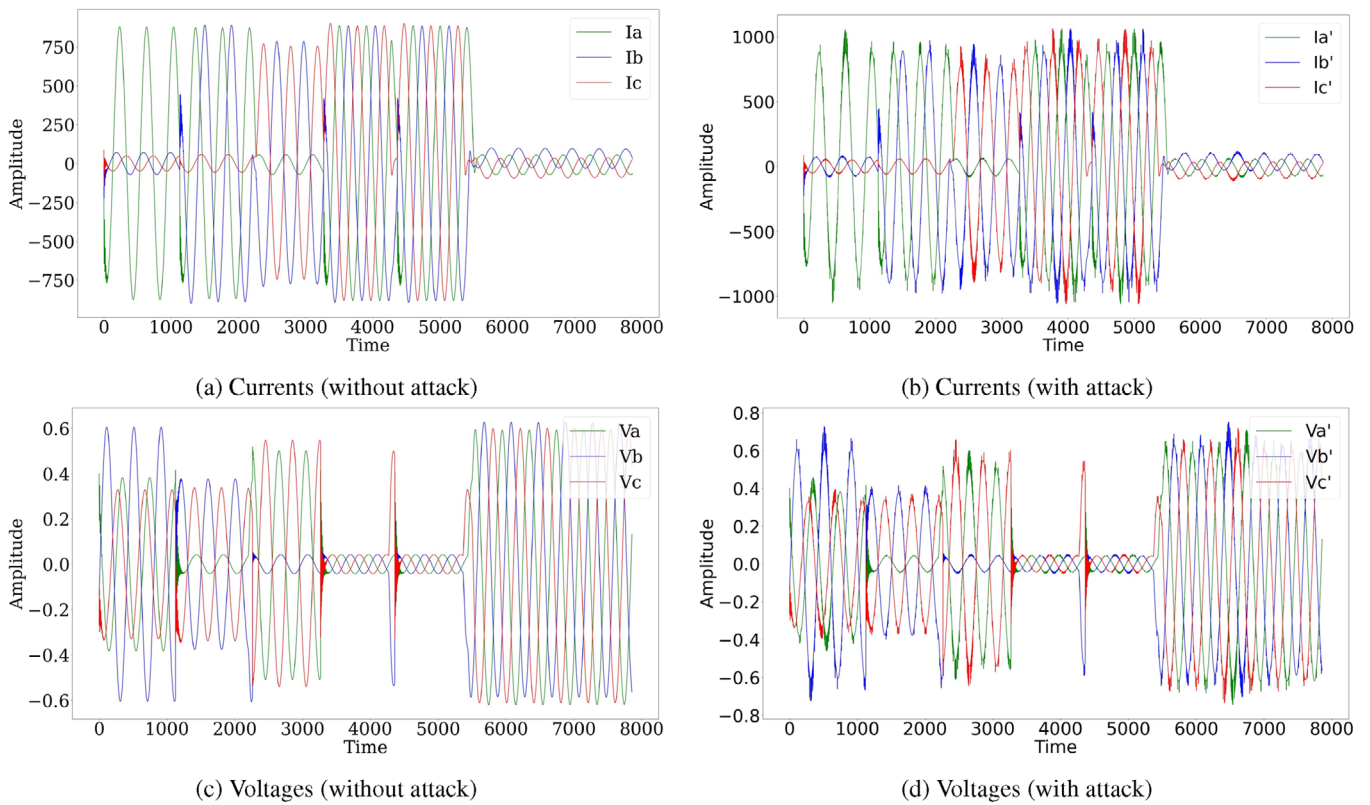 750
500
250
0
−250
−500
−750
Amplitude
Ia
Ib
Ic
0 1000 2000 3000 4000 5000 6000 7000 8000
Time
(a) Currents (without attack)
1000
500
0
−500
−1000
Amplitude
Ia'
Ib'
Ic'
0 1000 2000 3000 4000 5000 6000 7000 8000
Time
(b) Currents (with attack)
0.6
0.4
0.2
0.0
−0.2
−0.4
−0.6
Amplitude
Va
Vb
Vc
0 1000 2000 3000 4000 5000 6000 7000 8000
Time
(c) Voltages (without attack)
0.8
0.6
0.4
0.2
0.0
−0.2
−0.4
−0.6
−0.8
Amplitude
Va'
Vb'
Vc'
0 1000 2000 3000 4000 5000 6000 7000 8000
Time
(d) Voltages (with attack)